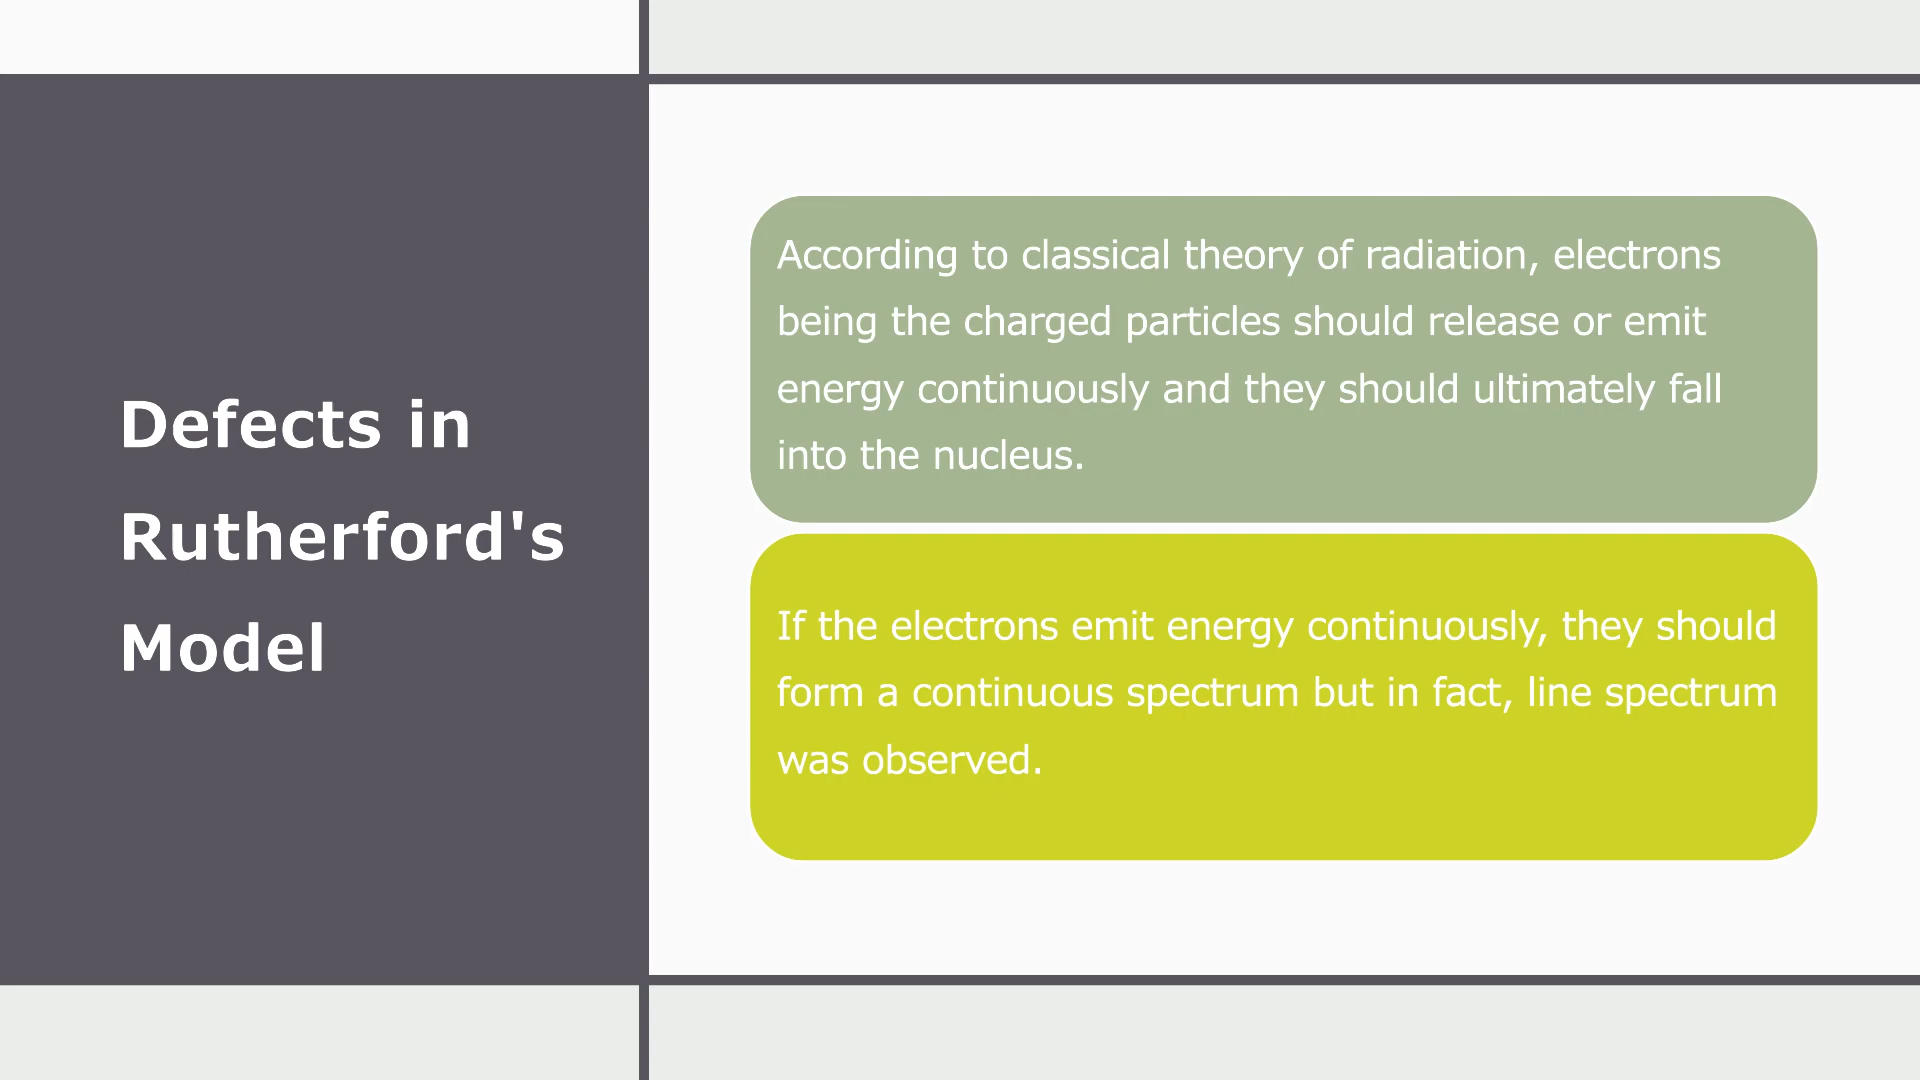 Defects in
Rutherford's
Model
According to classical theory of radiation, electrons
being the charged particles should release or emit
energy continuously and they should ultimately fall
into the nucleus.
If the electrons emit energy continuously, they should
form a continuous spectrum but in fact, line spectrum
was observed.